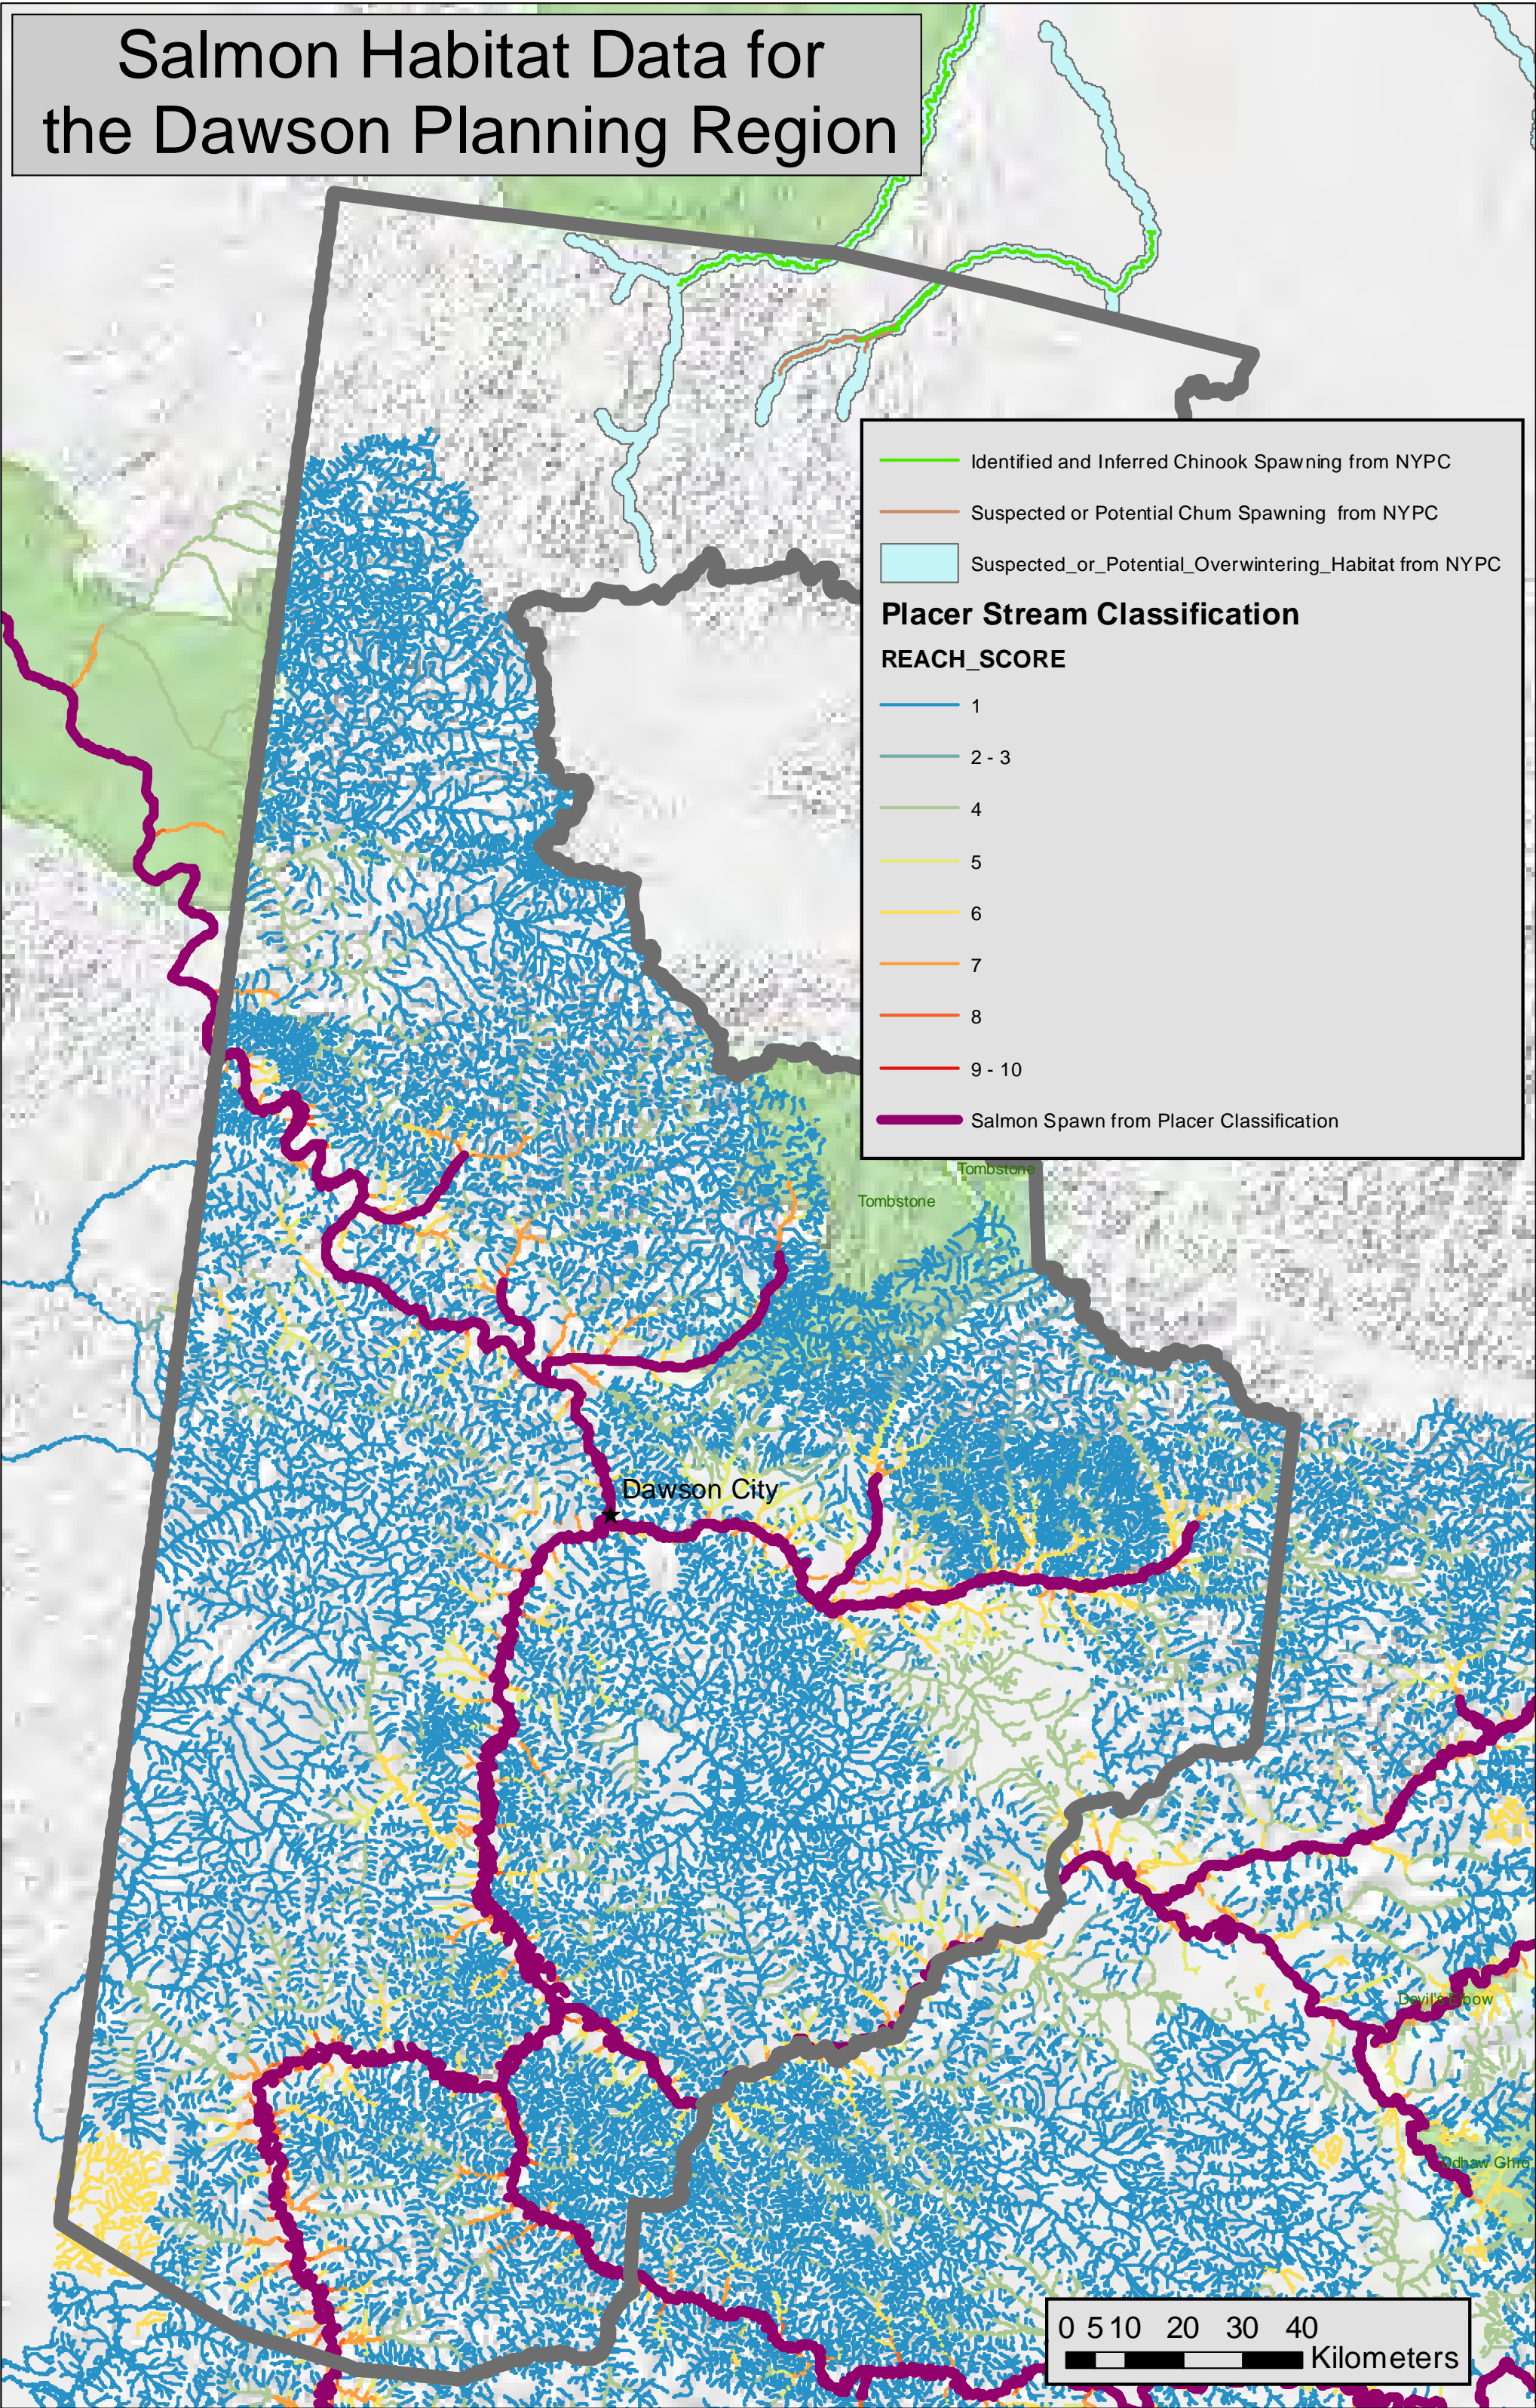 Salmon Habitat Data for
the Dawson Planning Region
Identified and Inferred Chinook Spawning from NYPC
Suspected or Potential Chum Spawning from NYPC
Suspected_or_Potential_Overwintering_Habitat from NYPC
Placer Stream Classification
REACH_SCORE
1
2 - 3
4
5
6
7
8
9 - 10
Salmon Spawn from Placer Classification
Tombstone
Tombstone
Dawson City
Devil's Elbow
Ddhaw Ghro
0 5 10 20 30 40
Kilometers